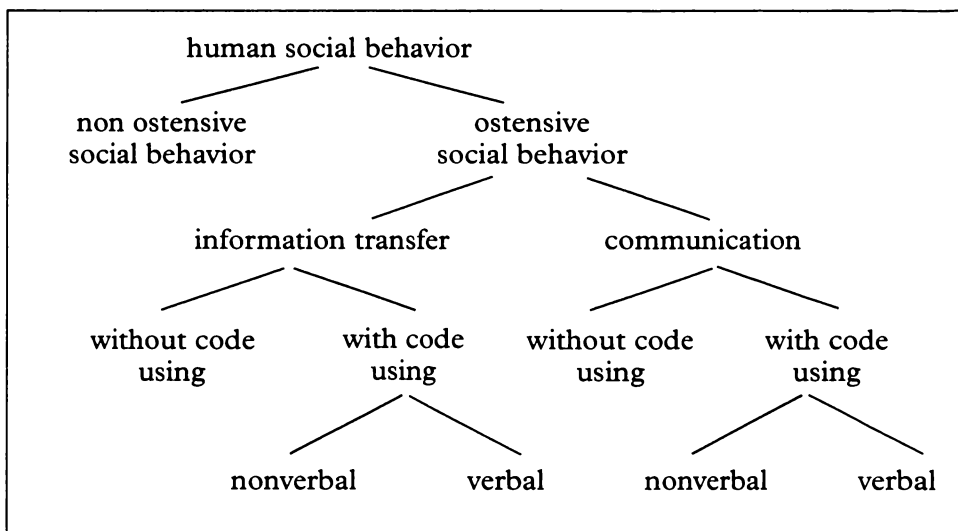 human social behavior
non ostensive
social behavior
ostensive
social behavior
information transfer
communication
without code
using
with code
using
without code
using
with code
using
nonverbal
verbal
nonverbal
verbal